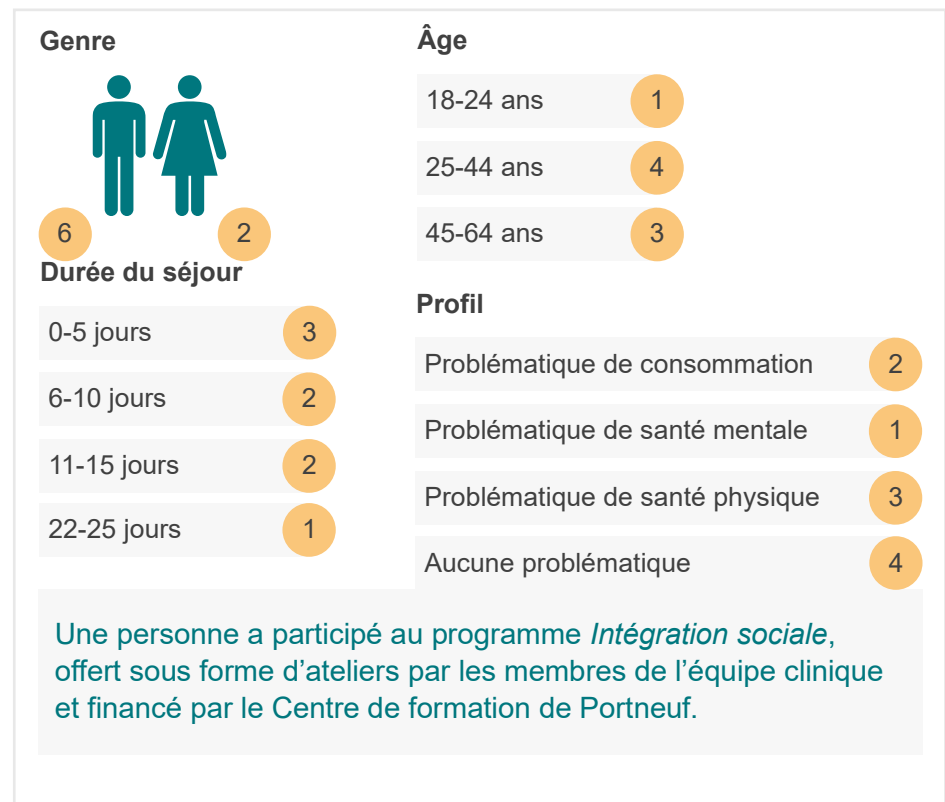 Genre
6
2
Durée du séjour
0-5 jours
3
6-10 jours
2
11-15 jours
2
22-25 jours
1
Âge
18-24 ans
1
25-44 ans
4
45-64 ans
3
Profil
Problématique de consommation
2
Problématique de santé mentale
1
Problématique de santé physique
3
Aucune problématique
4
Une personne a participé au programme Intégration sociale,
offert sous forme d’ateliers par les membres de l’équipe clinique
et financé par le Centre de formation de Portneuf.